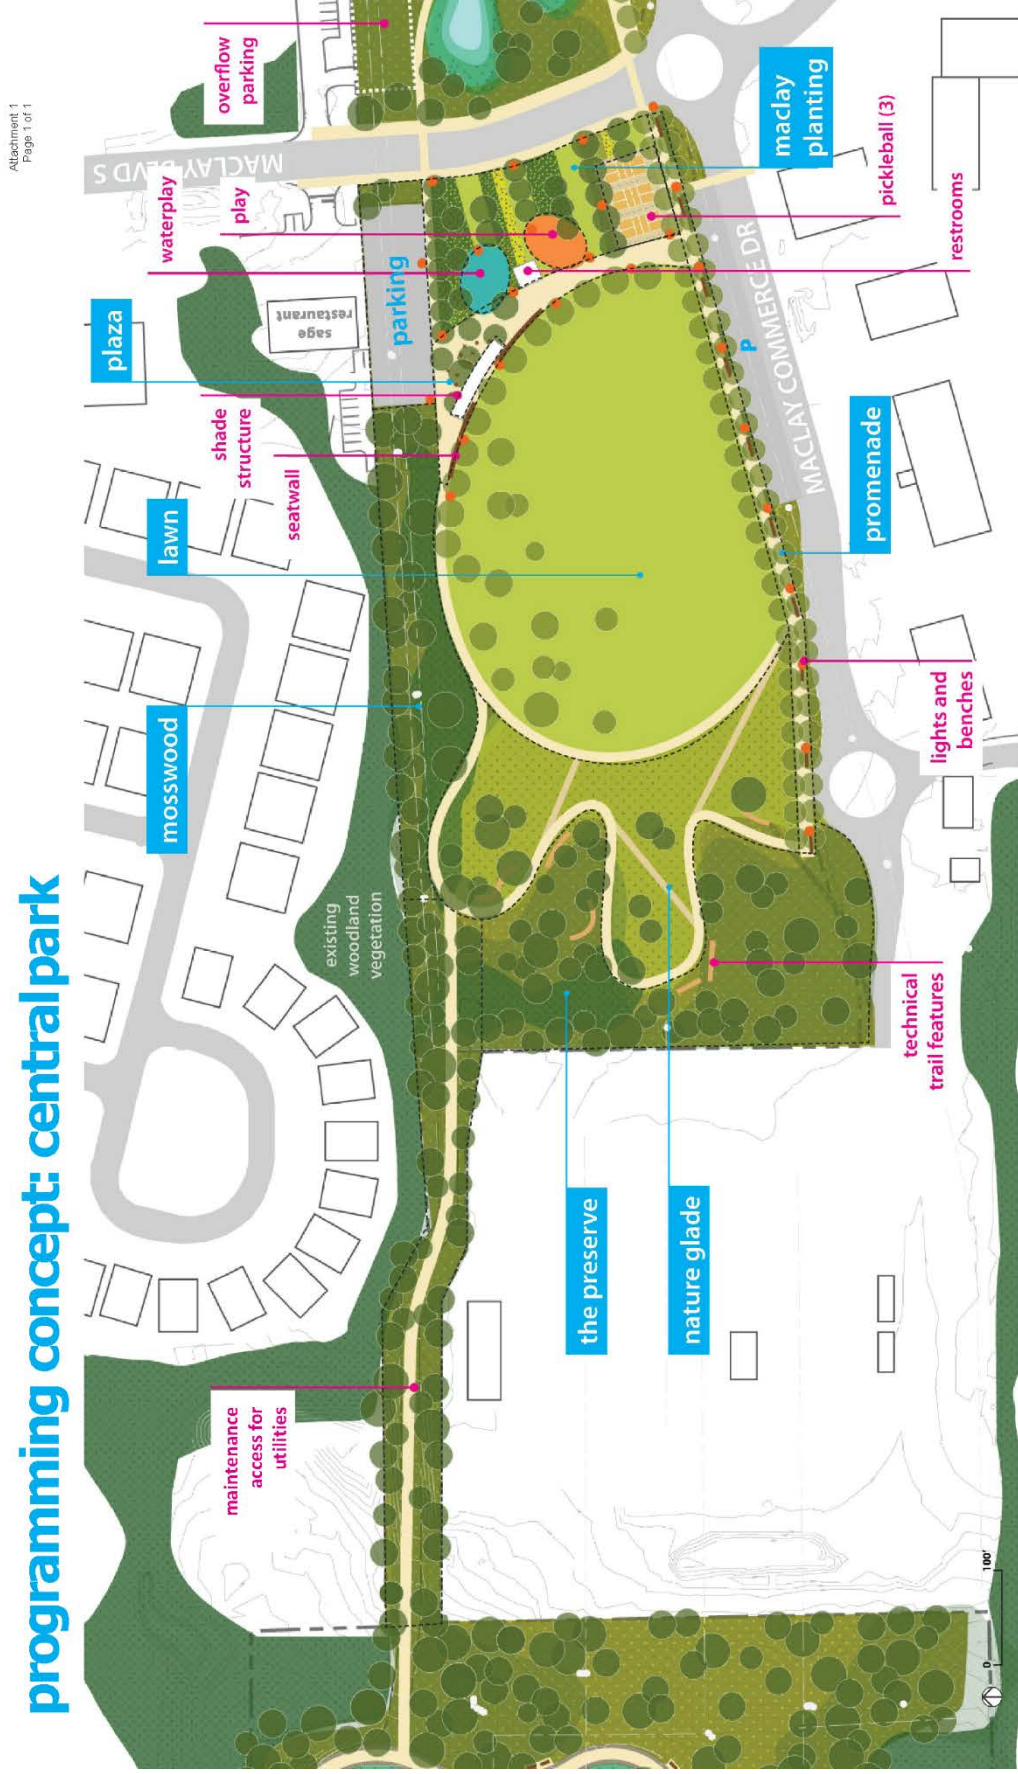 Attachment 1
Page 1 of 1
programming concept: centralpark
mosswood
lawn
plaza
seatwall
shade
structure
waterplay
play
overflow
parking
maintenance
access for
utilities
existing
woodland
vegetation
sage
restaurant
parking
MACLAY BLVD S
the preserve
nature glade
technical
trail features
lights and
benches
promenade
P
MACLAY COMMERCE DR
maclay
planting
pickleball (3)
restrooms
0
100'